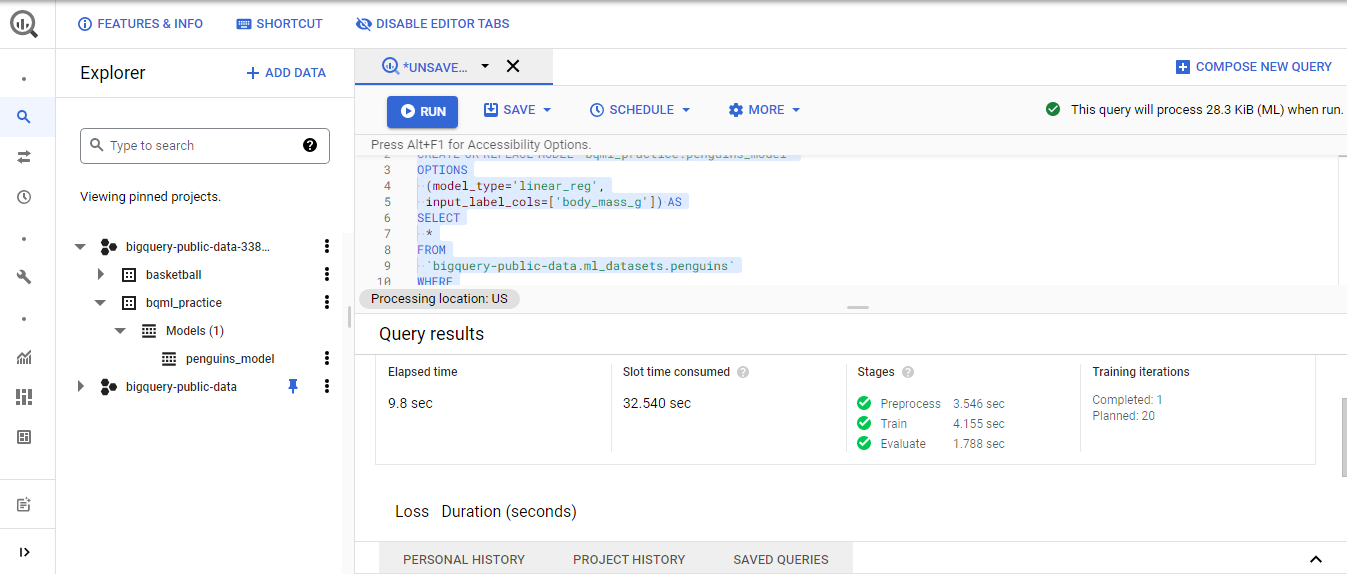 FEATURES & INFO SHORTCUT DISABLE EDITOR TABS
Explorer
ADD DATA
Type to search
Viewing pinned projects.
bigquery-public-data-338…
basketball
bqml_practice
Models (1)
penguins_model
bigquery-public-data
*UNSAVE…
COMPOSE NEW QUERY
RUN SAVE SCHEDULE MORE
This query will process 28.3 KiB (ML) when run.
Press Alt+F1 for Accessibility Options.
2 CREATE OR REPLACE MODEL `bqml_practice.penguins_model`
3 OPTIONS
4 (model_type='linear_reg',
5 input_label_cols=['body_mass_g']) AS
6 SELECT
7 *
8 FROM
9 `bigquery-public-data.ml_datasets.penguins`
10 WHERE
Processing location: US
Query results
Elapsed time
9.8 sec
Slot time consumed
32.540 sec
Stages
Preprocess 3.546 sec
Train 4.155 sec
Evaluate 1.788 sec
Training iterations
Completed: 1
Planned: 20
Loss Duration (seconds)
PERSONAL HISTORY PROJECT HISTORY SAVED QUERIES